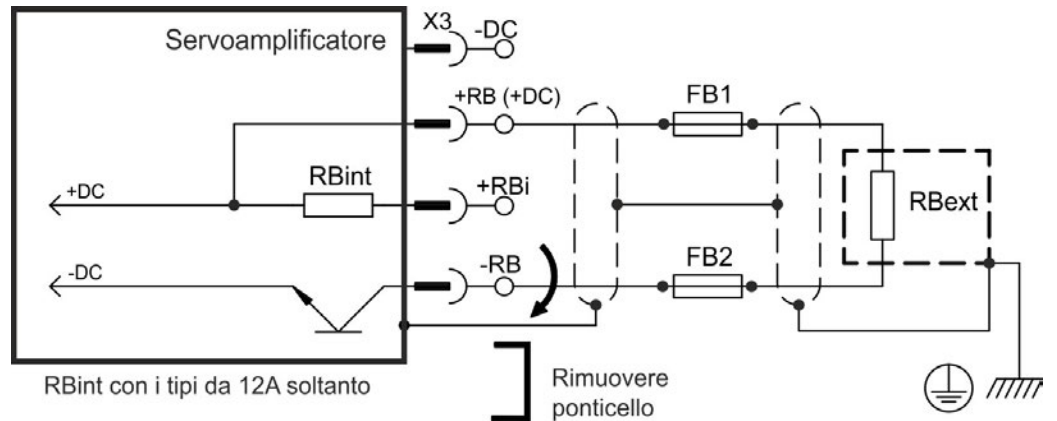 Servoamplificatore
X3
-DC
+RB (+DC)
FB1
+DC
RBint
+RBi
RBext
-DC
-RB
FB2
RBint con i tipi da 12A soltanto
Rimuovere
ponticello